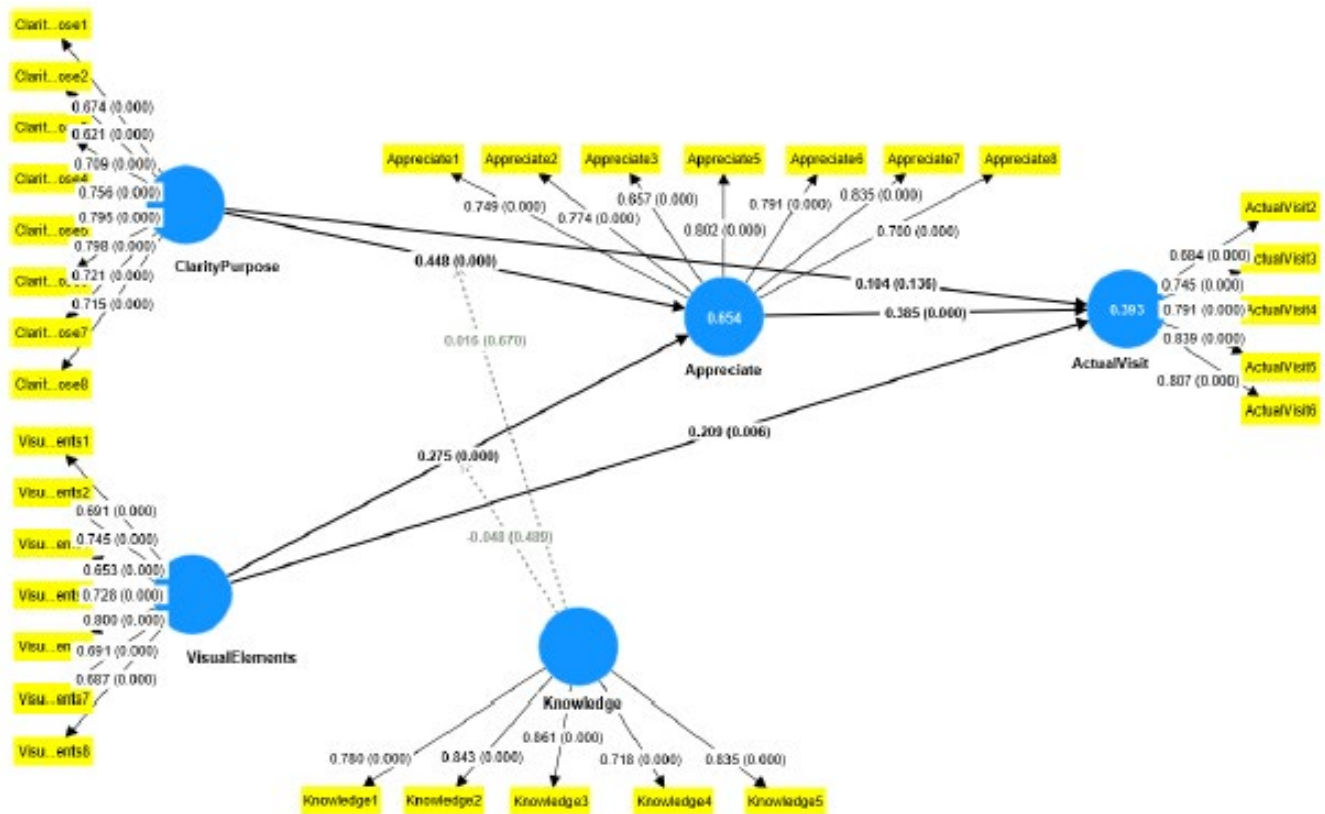 Clarit...ose1
Clarit...ose2
Clarit...ose4
Clarit...ose7
Clarit...ose8
0.674 (0.000)
0.621 (0.000)
0.709 (0.000)
0.756 (0.000)
0.795 (0.000)
0.798 (0.000)
0.721 (0.000)
0.715 (0.000)
ClarityPurpose
Appreciate1
Appreciate2
Appreciate3
Appreciate5
Appreciate6
Appreciate7
Appreciate8
0.749 (0.000)
0.774 (0.000)
0.657 (0.000)
0.802 (0.000)
0.791 (0.000)
0.835 (0.000)
0.700 (0.000)
0.448 (0.000)
0.104 (0.136)
0.654
0.385 (0.000)
Appreciate
0.016 (0.670)
ActualVisit2
ActualVisit5
ActualVisit6
0.684 (0.000)
0.745 (0.000)
0.791 (0.000)
0.839 (0.000)
0.807 (0.000)
0.393
ActualVisit
0.209 (0.006)
0.275 (0.000)
-0.048 (0.489)
Visu...ents1
Visu...ents2
Visu...ents7
Visu...ents8
0.691 (0.000)
0.745 (0.000)
0.653 (0.000)
0.728 (0.000)
0.800 (0.000)
0.691 (0.000)
0.687 (0.000)
VisualElements
Knowledge
0.780 (0.000)
0.843 (0.000)
0.861 (0.000)
0.718 (0.000)
0.835 (0.000)
Knowledge1
Knowledge2
Knowledge3
Knowledge4
Knowledge5